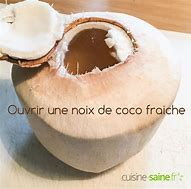 Ouvrir une noix de coco fraiche
cuisine-saine.fr